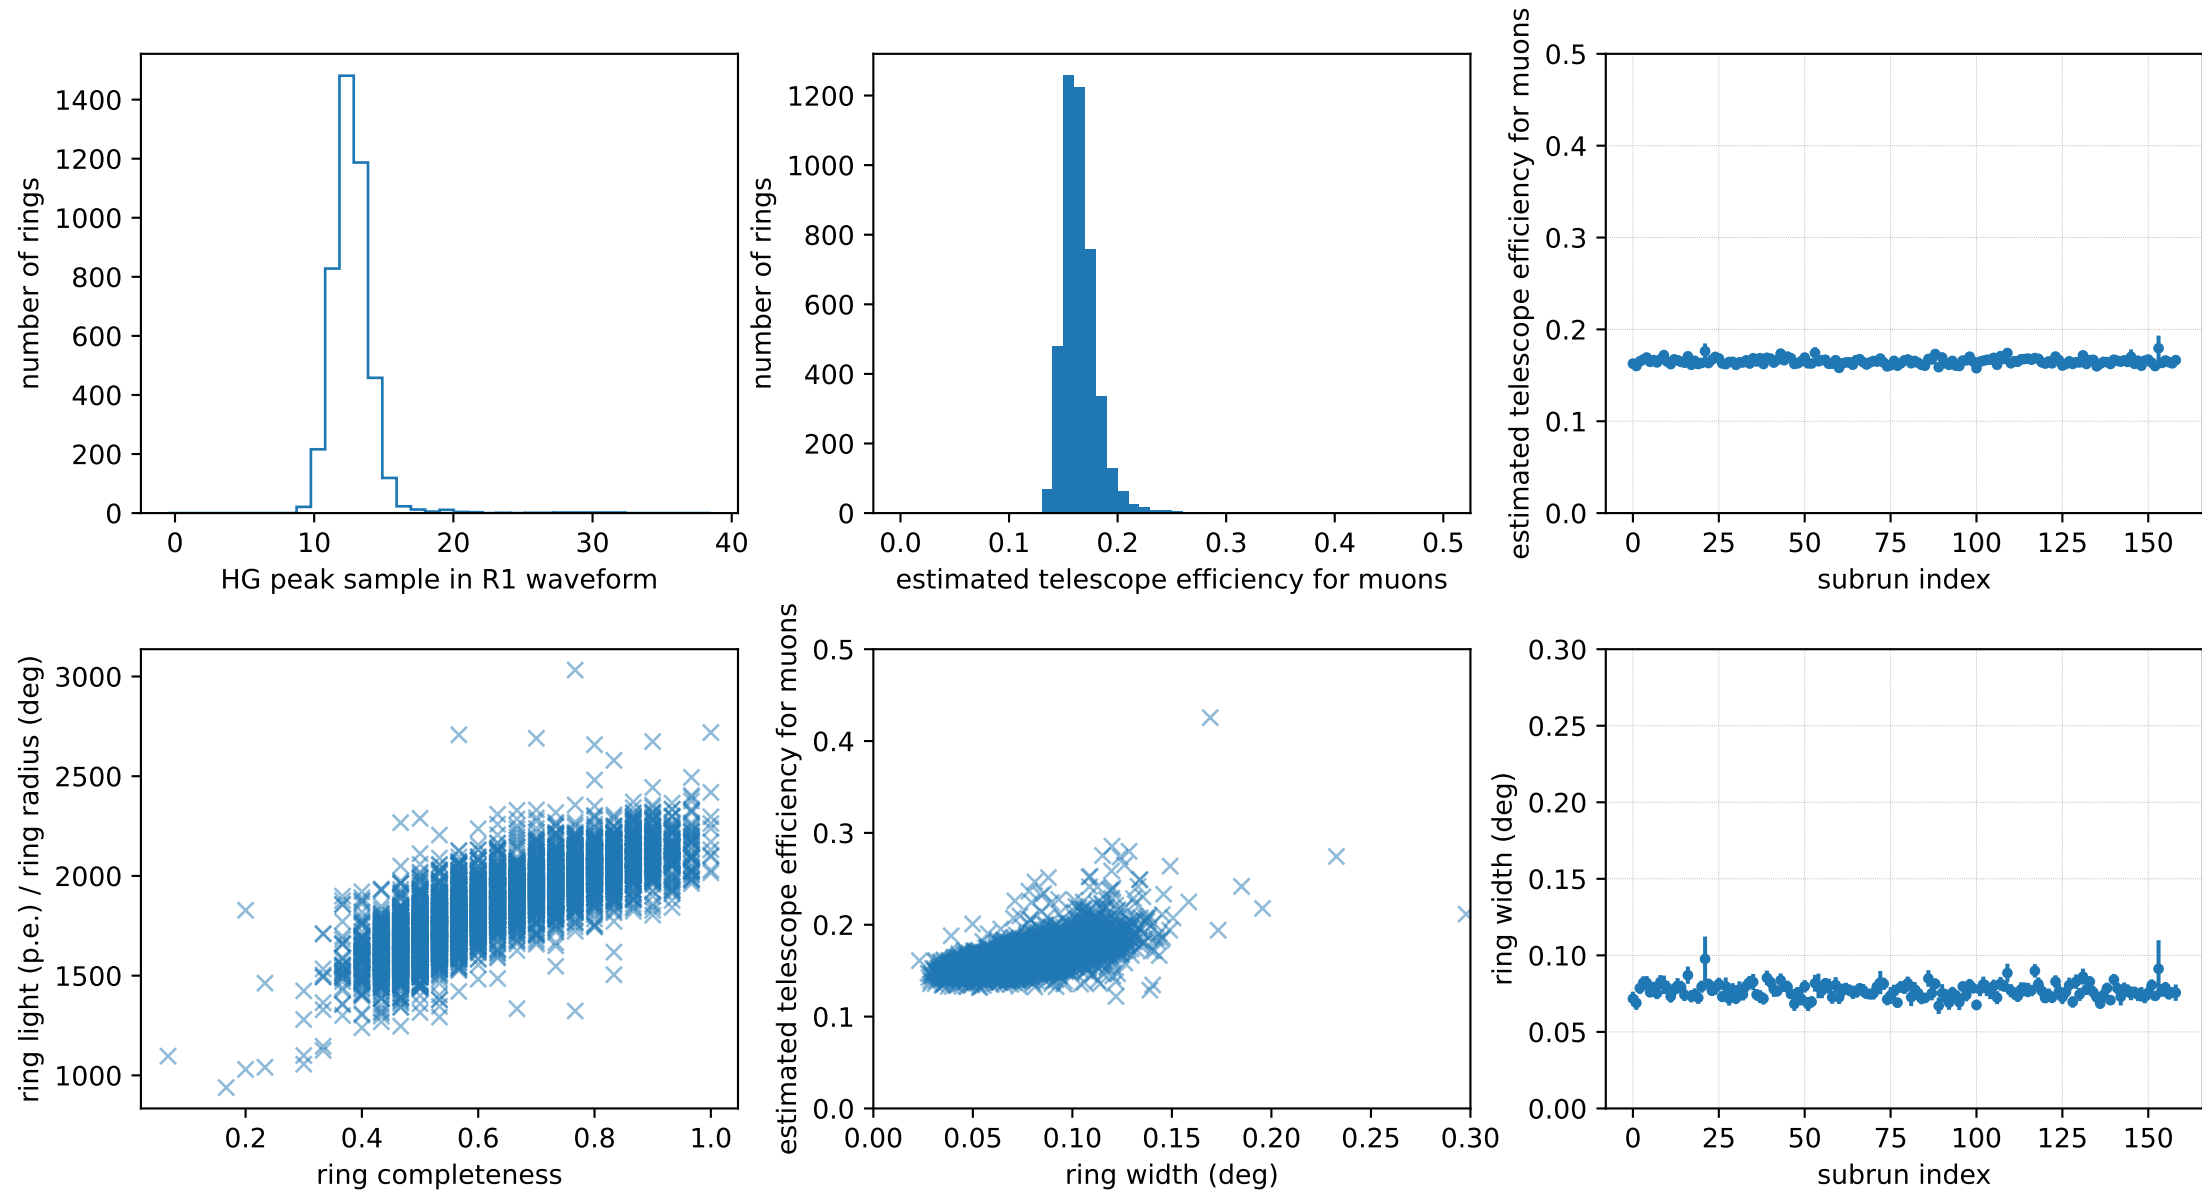 number of rings
1400
1200
1000
800
600
400
200
0
0 10 20 30 40
HG peak sample in R1 waveform
number of rings
1200
1000
800
600
400
200
0
0.0 0.1 0.2 0.3 0.4 0.5
estimated telescope efficiency for muons
estimated telescope efficiency for muons
0.5
0.4
0.3
0.2
0.1
0.0
0 25 50 75 100 125 150
subrun index
ring light (p.e.) / ring radius (deg)
3000
2500
2000
1500
1000
0.2 0.4 0.6 0.8 1.0
ring completeness
estimated telescope efficiency for muons
0.5
0.4
0.3
0.2
0.1
0.0
0.00 0.05 0.10 0.15 0.20 0.25 0.30
ring width (deg)
ring width (deg)
0.30
0.25
0.20
0.15
0.10
0.05
0.00
0 25 50 75 100 125 150
subrun index